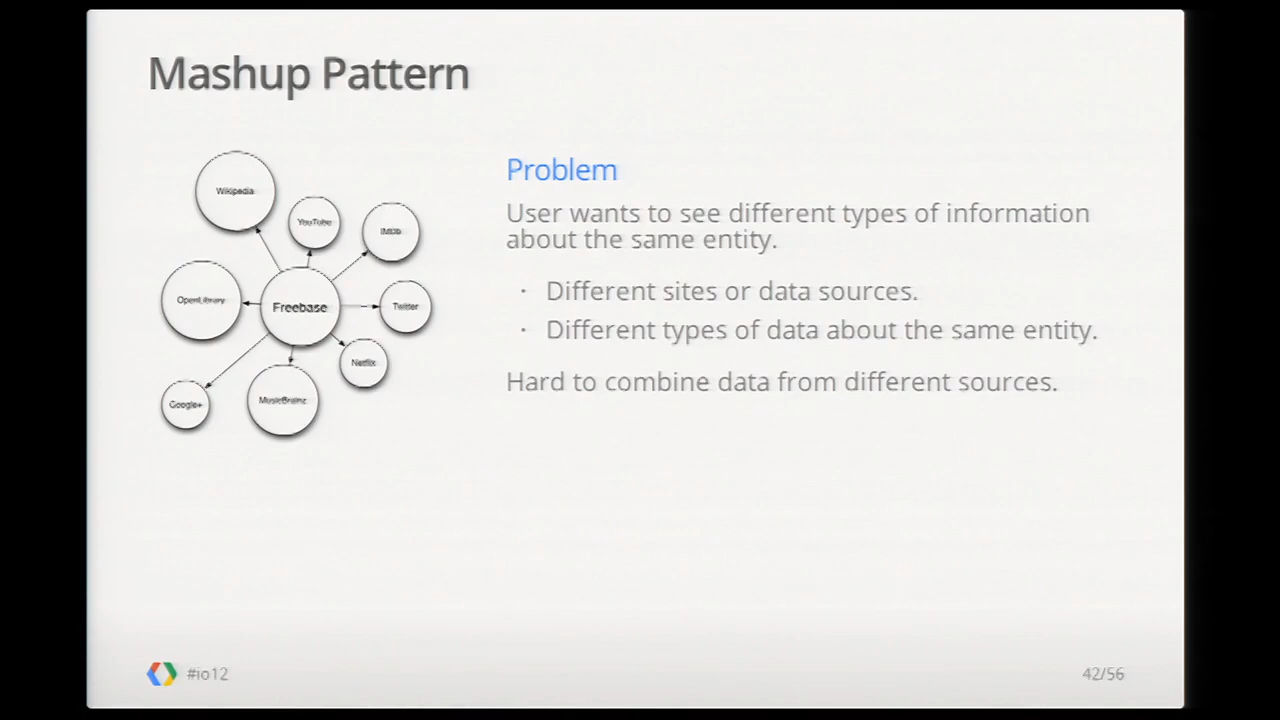 Mashup Pattern
Wikipedia
YouTube
IMDb
OpenLibrary
Freebase
Twitter
Netflix
Google+
MusicBrainz
Problem
User wants to see different types of information
about the same entity.
· Different sites or data sources.
· Different types of data about the same entity.
Hard to combine data from different sources.
#io12
42/56